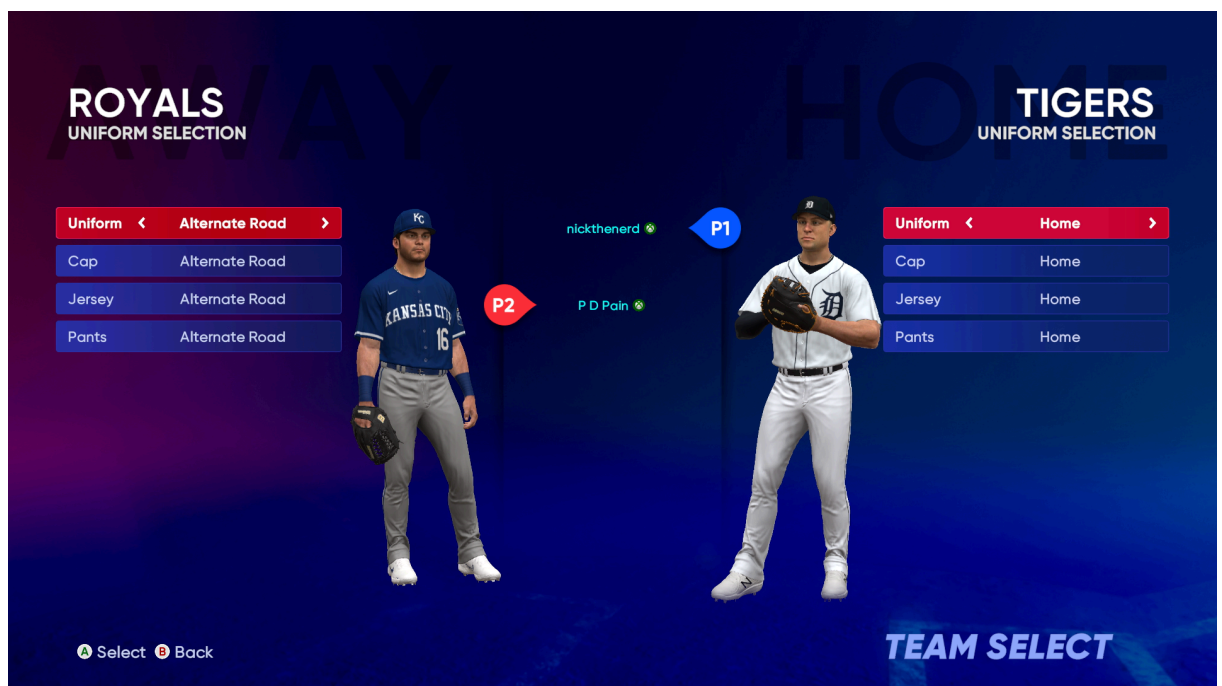 AWAY
HOME
ROYALS
UNIFORM SELECTION
TIGERS
UNIFORM SELECTION
Uniform < Alternate Road >
Cap Alternate Road
Jersey Alternate Road
Pants Alternate Road
KC
KANSAS CITY
16
nickthenerd
P1
P2
P D Pain
D
D
Uniform < Home >
Cap Home
Jersey Home
Pants Home
A Select B Back
TEAM SELECT